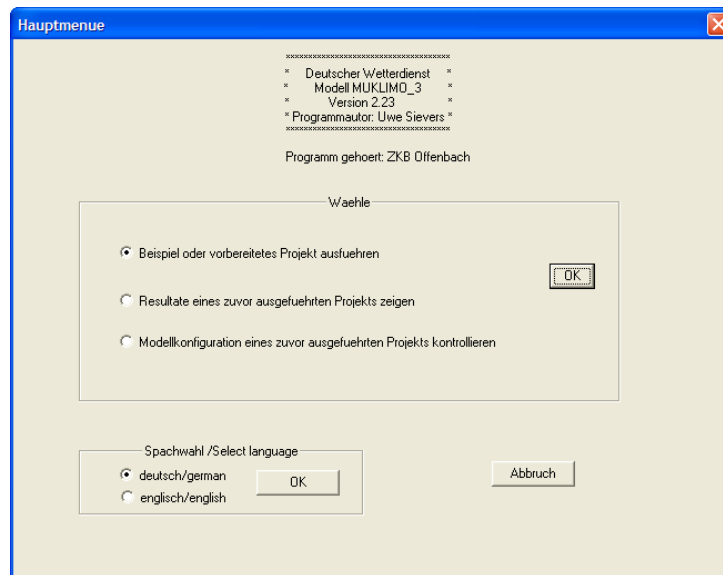 Hauptmenue
************************************
* Deutscher Wetterdienst *
* Modell MUKLIMO_3 *
* Version 2.23 *
* Programmautor: Uwe Sievers *
************************************
Programm gehoert: ZKB Offenbach
Waehle
Beispiel oder vorbereitetes Projekt ausfuehren
OK
Resultate eines zuvor ausgefuehrten Projekts zeigen
Modellkonfiguration eines zuvor ausgefuehrten Projekts kontrollieren
Spachwahl /Select language
deutsch/german
OK
englisch/english
Abbruch